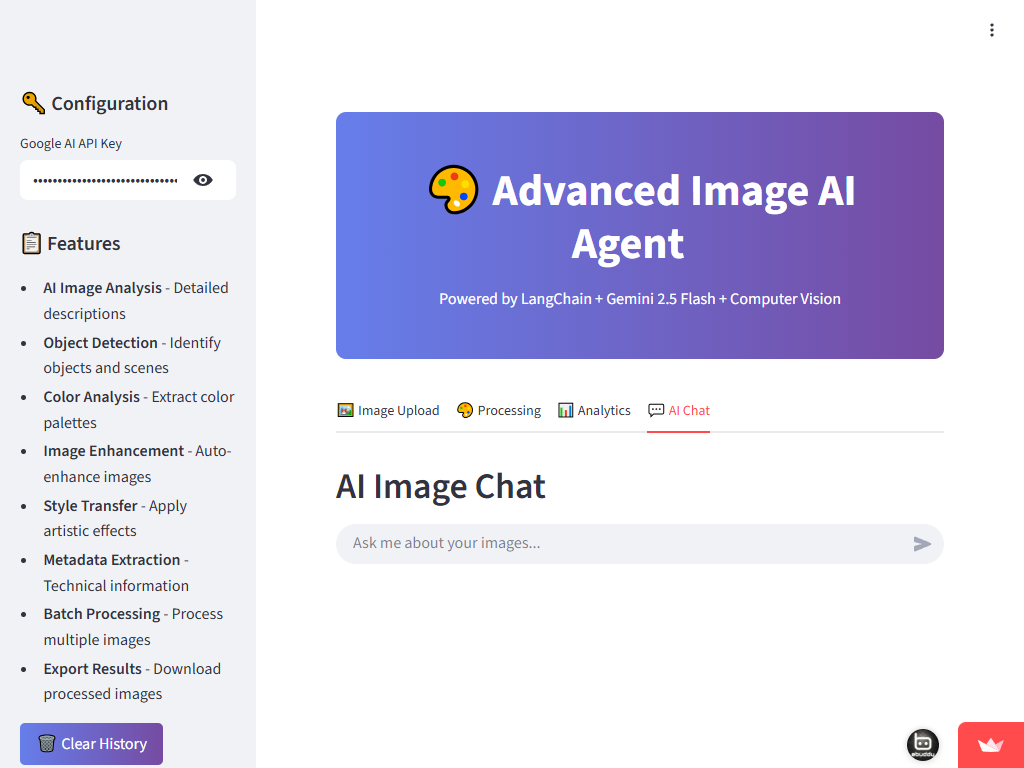 Configuration
Google AI API Key
Features
AI Image Analysis - Detailed
descriptions
Object Detection - Identify
objects and scenes
Color Analysis - Extract color
palettes
Image Enhancement - Auto-
enhance images
Style Transfer - Apply
artistic effects
Metadata Extraction -
Technical information
Batch Processing - Process
multiple images
Export Results - Download
processed images
Clear History
Advanced Image AI
Agent
Powered by LangChain + Gemini 2.5 Flash + Computer Vision
Image Upload
Processing
Analytics
AI Chat
AI Image Chat
Ask me about your images...
abuddu